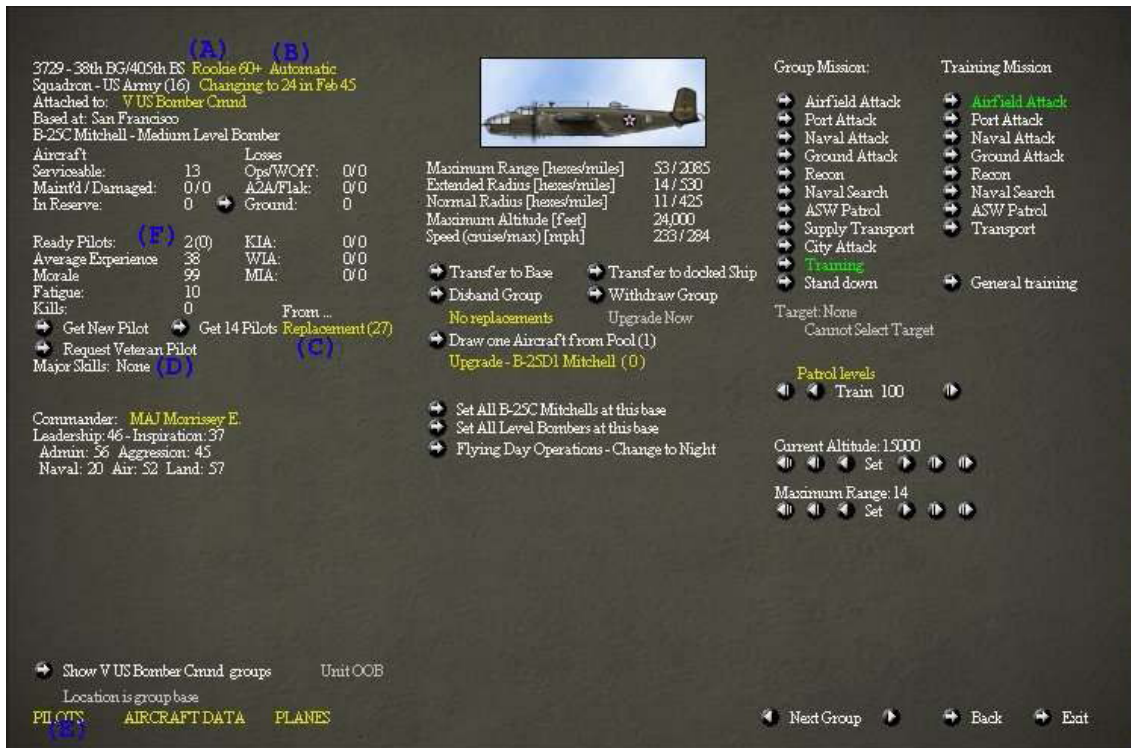 (A) (B)
3729 - 38th BG/405th BS Rookie 60+ Automatic
Squadron - US Army (16) Changing to 24 in Feb 45
Attached to: V US Bomber Cmnd
Based at: San Francisco
B-25C Mitchell - Medium Level Bomber
Aircraft Losses
Serviceable: 13 Ops/WOff: 0/0
Maint'd / Damaged: 0/0 A2A/Flak: 0/0
In Reserve: 0 Ground: 0
Ready Pilots: (F) 2(0) KIA: 0/0
Average Experience 38 WIA: 0/0
Morale 99 MIA: 0/0
Fatigue: 10
Kills: 0 From ...
Get New Pilot Get 14 Pilots Replacement (27)
Request Veteran Pilot (C)
Major Skills: None (D)
Commander: MAJ Morrissey E.
Leadership: 46 - Inspiration: 37
Admin: 56 Aggression: 45
Naval: 20 Air: 52 Land: 57
Show V US Bomber Cmnd groups Unit OOB
Location is group base
PILOTS AIRCRAFT DATA PLANES
(E)
Maximum Range [hexes/miles] 53 / 2085
Extended Radius [hexes/miles] 14 / 530
Normal Radius [hexes/miles] 11 / 425
Maximum Altitude [feet] 24,000
Speed (cruise/max) [mph] 233 / 284
Transfer to Base Transfer to docked Ship
Disband Group Withdraw Group
No replacements Upgrade Now
Draw one Aircraft from Pool (1)
Upgrade - B-25D1 Mitchell ( 0 )
Set All B-25C Mitchells at this base
Set All Level Bombers at this base
Flying Day Operations - Change to Night
Group Mission: Training Mission
Airfield Attack Airfield Attack
Port Attack Port Attack
Naval Attack Naval Attack
Ground Attack Ground Attack
Recon Recon
Naval Search Naval Search
ASW Patrol ASW Patrol
Supply Transport Transport
City Attack
Training
Stand down General training
Target: None
Cannot Select Target
Patrol levels
Train 100
Current Altitude: 15000
Set
Maximum Range: 14
Set
Next Group Back Exit